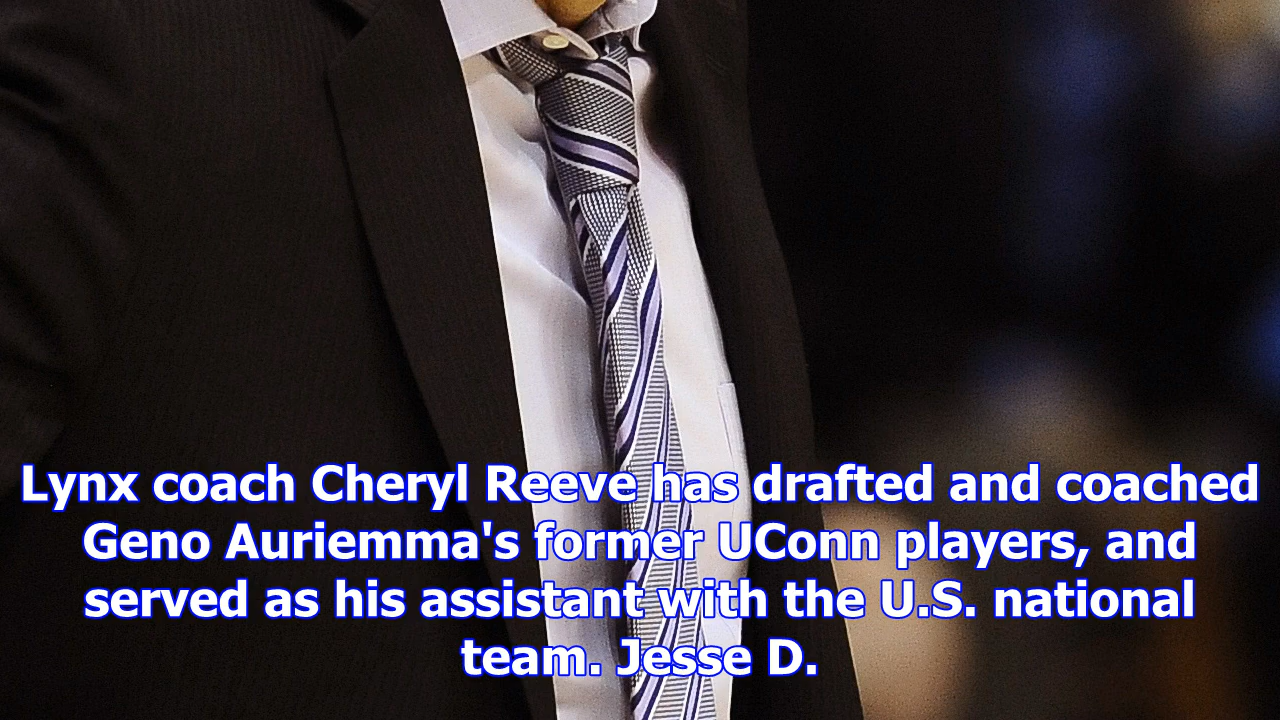 Lynx coach Cheryl Reeve has drafted and coached
Geno Auriemma's former UConn players, and
served as his assistant with the U.S. national
team. Jesse D.